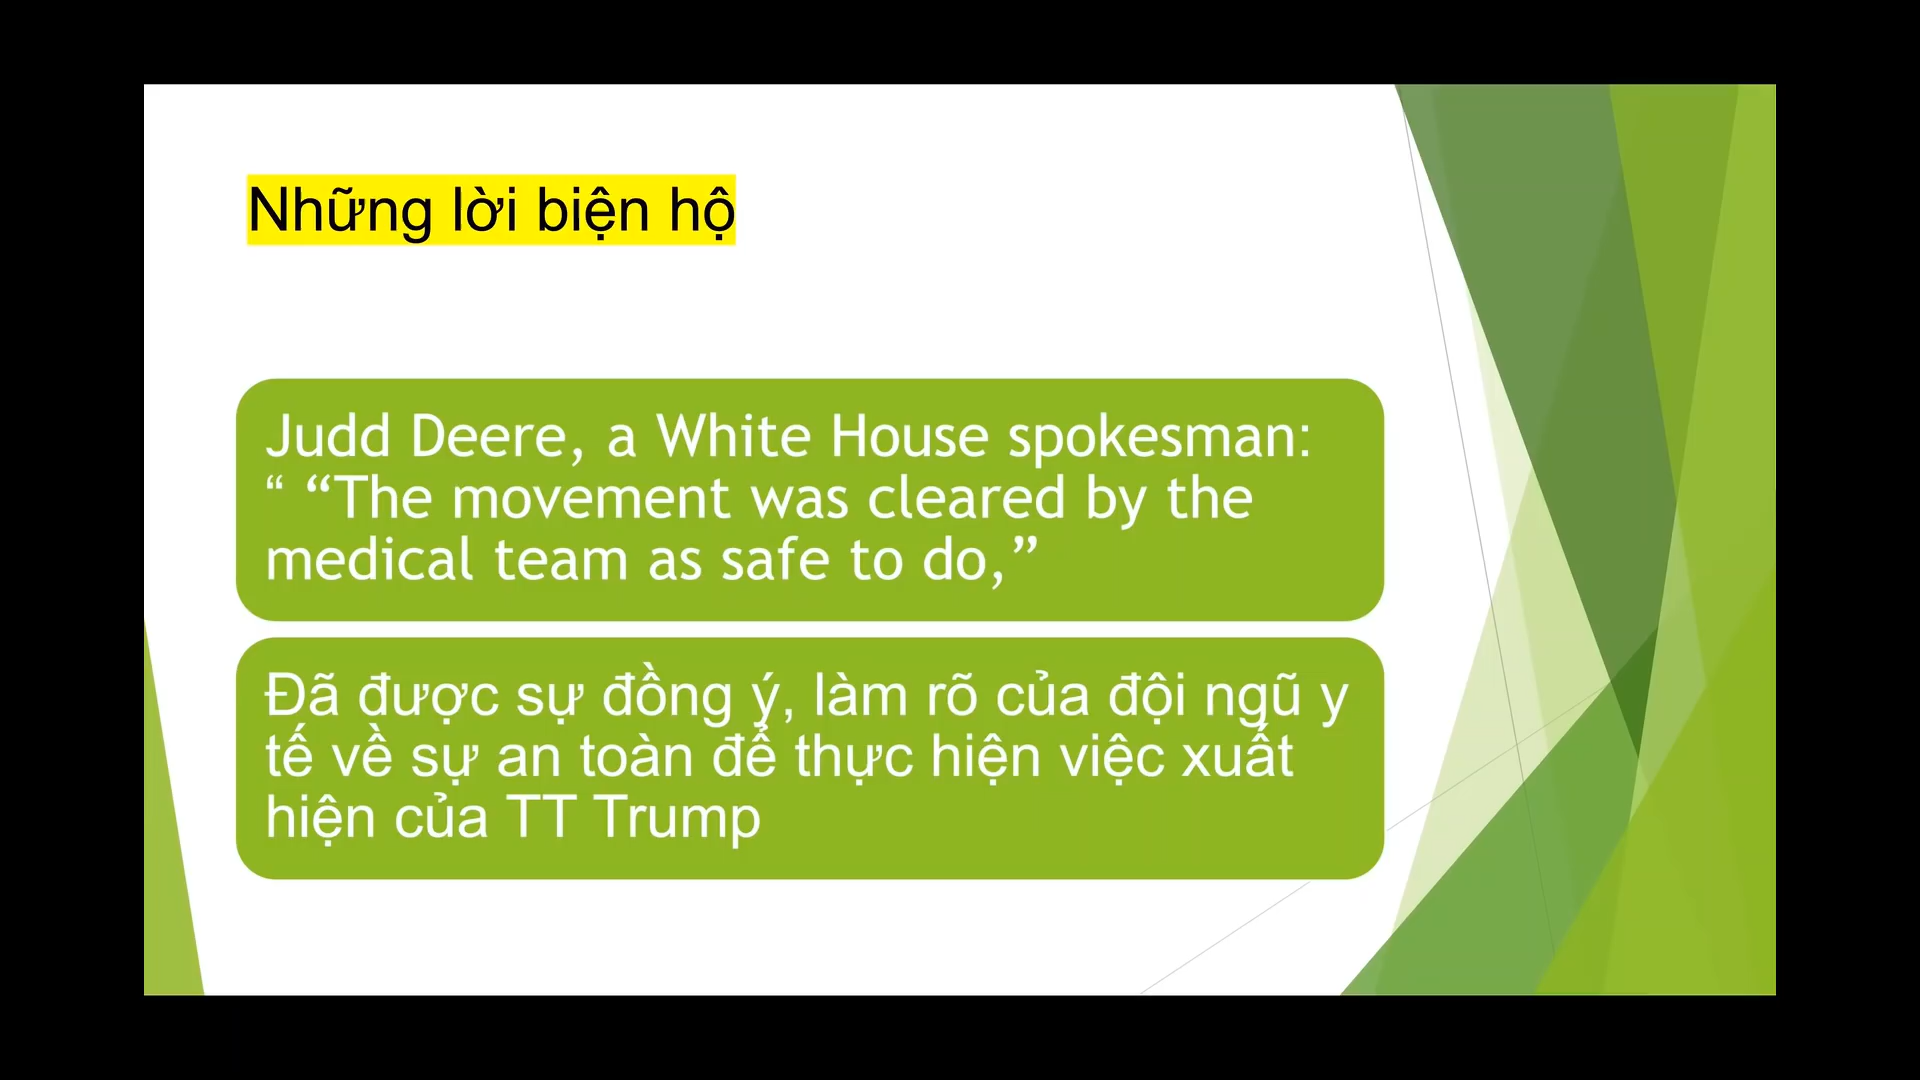 Những lời biện hộ
Judd Deere, a White House spokesman:
“ “The movement was cleared by the
medical team as safe to do,”
Đã được sự đồng ý, làm rõ của đội ngũ y
tế về sự an toàn để thực hiện việc xuất
hiện của TT Trump